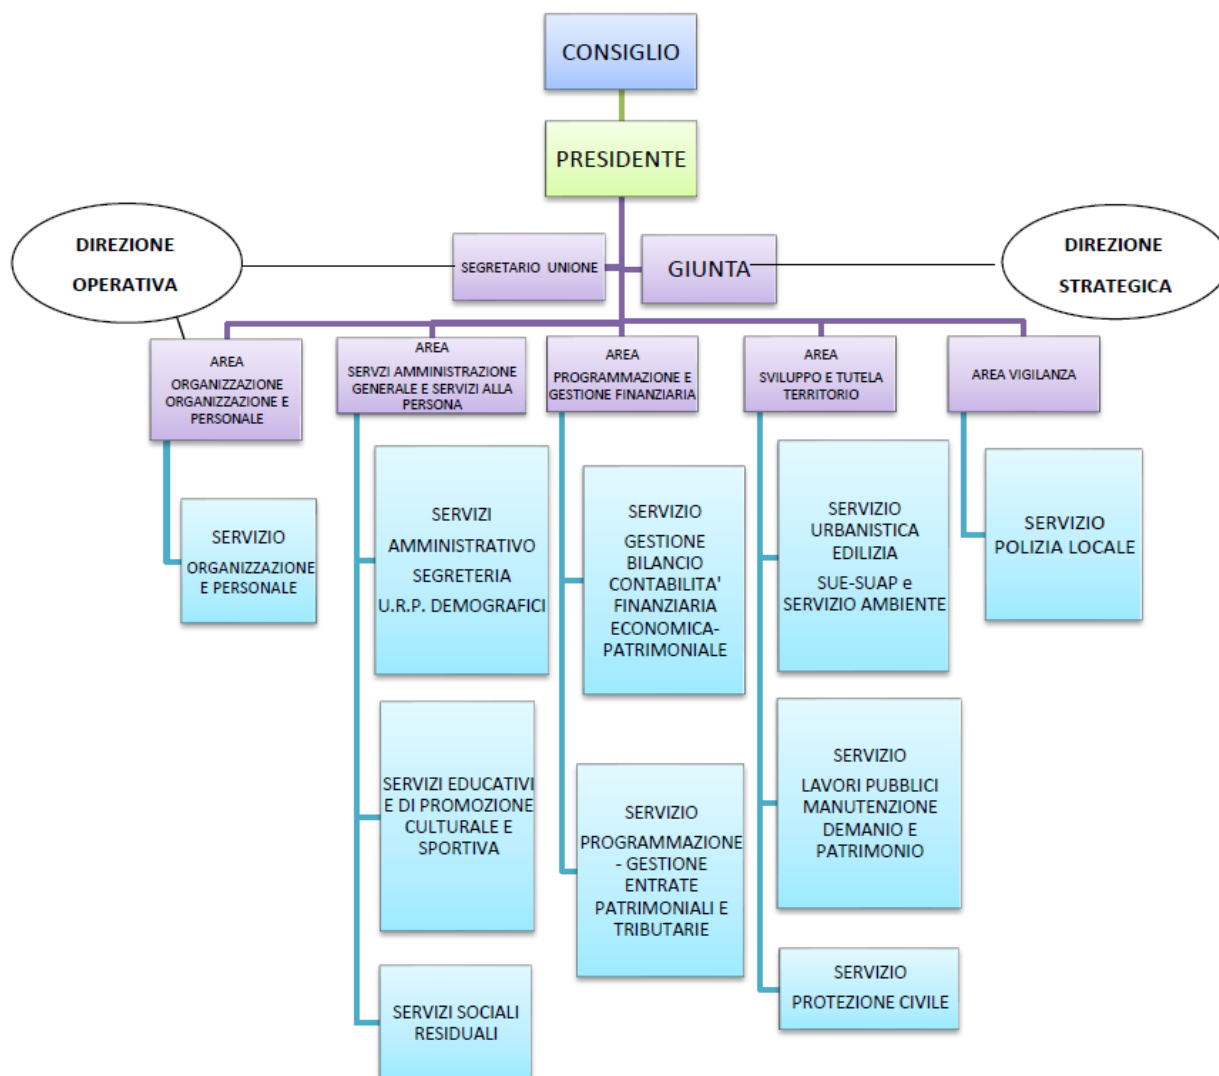 CONSIGLIO
PRESIDENTE
DIREZIONE
OPERATIVA
SEGRETARIO UNIONE
GIUNTA
DIREZIONE
STRATEGICA
AREA
ORGANIZZAZIONE
ORGANIZZAZIONE E
PERSONALE
AREA
SERVZI AMMINISTRAZIONE
GENERALE E SERVIZI ALLA
PERSONA
AREA
PROGRAMMAZIONE E
GESTIONE FINANZIARIA
AREA
SVILUPPO E TUTELA
TERRITORIO
AREA VIGILANZA
SERVIZIO
ORGANIZZAZIONE
E PERSONALE
SERVIZI
AMMINISTRATIVO
SEGRETERIA
U.R.P. DEMOGRAFICI
SERVIZI EDUCATIVI
E DI PROMOZIONE
CULTURALE E
SPORTIVA
SERVIZI SOCIALI
RESIDUALI
SERVIZIO
GESTIONE
BILANCIO
CONTABILITA'
FINANZIARIA
ECONOMICA-
PATRIMONIALE
SERVIZIO
PROGRAMMAZIONE
- GESTIONE
ENTRATE
PATRIMONIALI E
TRIBUTARIE
SERVIZIO
URBANISTICA
EDILIZIA
SUE-SUAP e
SERVIZIO AMBIENTE
SERVIZIO
LAVORI PUBBLICI
MANUTENZIONE
DEMANIO E
PATRIMONIO
SERVIZIO
PROTEZIONE CIVILE
SERVIZIO
POLIZIA LOCALE